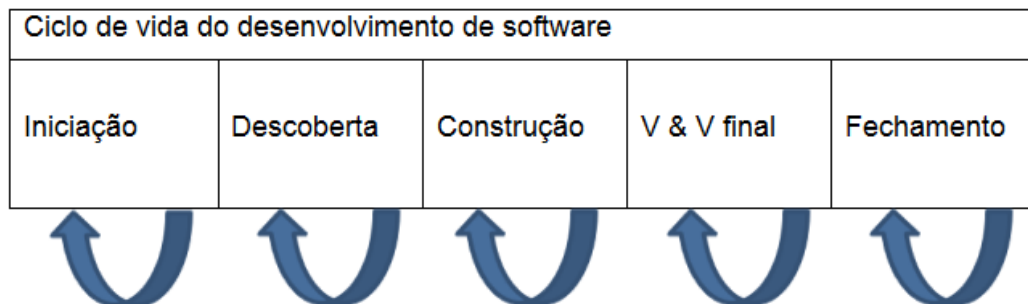 Ciclo de vida do desenvolvimento de software
Iniciação
Descoberta
Construção
V & V final
Fechamento